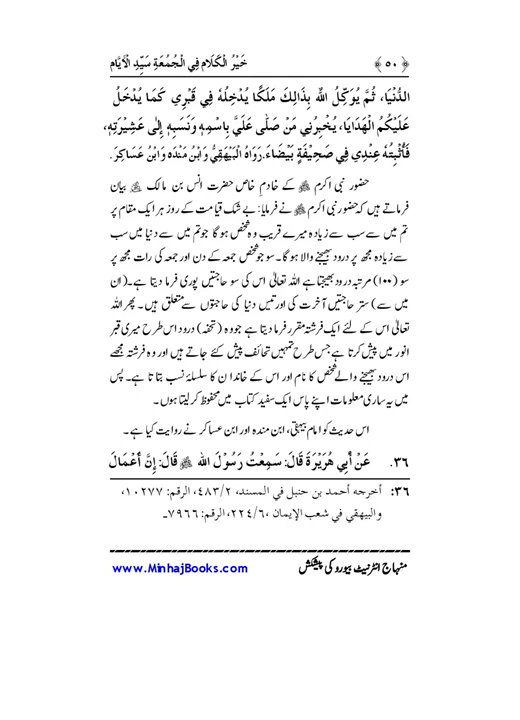 ﴿ ٥٠ ﴾ خَيْرُ الْكَلَام فِي الْجُمُعَةِ سَيِّدِ الْأَيَّام
الدُّنْيَا، ثُمَّ يُوَكِّلُ اللهُ بِذَالِكَ مَلَكًا يُدْخِلُهُ فِي قَبْرِي كَمَا يُدْخَلُ
عَلَيْكُمُ الْهَدَايَا، يُخْبِرُنِي مَنْ صَلَّى عَلَيَّ بِاسْمِهِ وَنَسَبِهِ إِلٰى عَشِيْرَتِهِ،
فَأُثْبِتُهُ عِنْدِي فِي صَحِيْفَةٍ بَيْضَاءَ. رَوَاهُ الْبَيْهَقِيُّ وَابْنُ مَنْدَه وَابْنُ عَسَاكِرَ.
حضور نبی اکرم ﷺ کے خادمِ خاص حضرت انس بن مالک ؓ بیان
فرماتے ہیں کہ حضور نبی اکرم ﷺ نے فرمایا: بے شک قیامت کے روز ہر ایک مقام پر
تم میں سے سب سے زیادہ میرے قریب وہ شخص ہو گا جو تم میں سے دنیا میں سب
سے زیادہ مجھ پر درود بھیجنے والا ہو گا۔ سو جو شخص جمعہ کے دن اور جمعہ کی رات مجھ پر
سو (۱۰۰) مرتبہ درود بھیجتا ہے اللہ تعالیٰ اس کی سو حاجتیں پوری فرما دیتا ہے۔ (ان
میں سے) ستر حاجتیں آخرت کی اور تیس دنیا کی حاجتوں سے متعلق ہیں۔ پھر اللہ
تعالیٰ اس کے لئے ایک فرشتہ مقرر فرما دیتا ہے جو وہ (تحفۂ) درود اس طرح میری قبر
انور میں پیش کرتا ہے جس طرح تمہیں تحائف پیش کئے جاتے ہیں اور وہ فرشتہ مجھے
اس درود بھیجنے والے شخص کا نام اور اس کے خاندان کا سلسلۂ نسب بتاتا ہے۔ پس
میں یہ ساری معلومات اپنے پاس ایک سفید کتاب میں محفوظ کر لیتا ہوں۔
اس حدیث کو امام بیہقی، ابن مندہ اور ابن عساکر نے روایت کیا ہے۔
٣٦. عَنْ أَبِي هُرَيْرَةَ قَالَ: سَمِعْتُ رَسُوْلَ اللهِ ﷺ قَالَ: إِنَّ أَعْمَالَ
٣٦: أخرجه أحمد بن حنبل في المسند، ٢/٤٨٣، الرقم: ١٠٢٧٧،
والبيهقي في شعب الإيمان، ٦/٢٢٤، الرقم: ٧٩٦٦۔
منہاج انٹرنیٹ بیورو کی پیشکش www.MinhajBooks.com